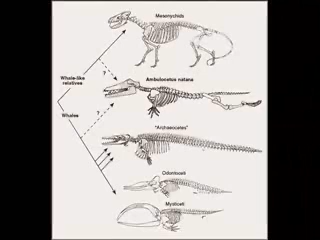 Mesonychids
Whale-like
relatives
?
Ambulocetus natans
Whales
?
"Archaeocetes"
Odontoceti
Mysticeti